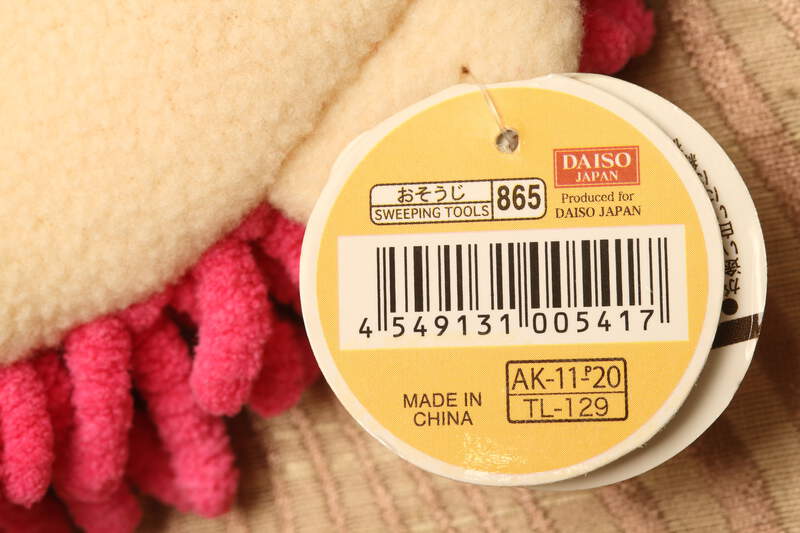 DAISO
JAPAN
Produced for
DAISO JAPAN
おそうじ
SWEEPING TOOLS
865
4 549131 005417
MADE IN
CHINA
AK-11-P20
TL-129